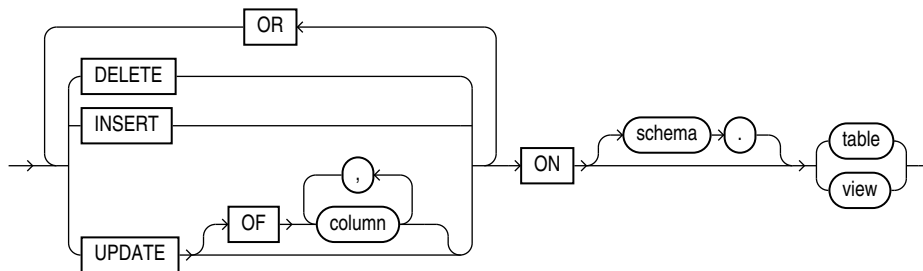 OR
DELETE
INSERT
ON
schema
.
table
view
,
OF
column
UPDATE